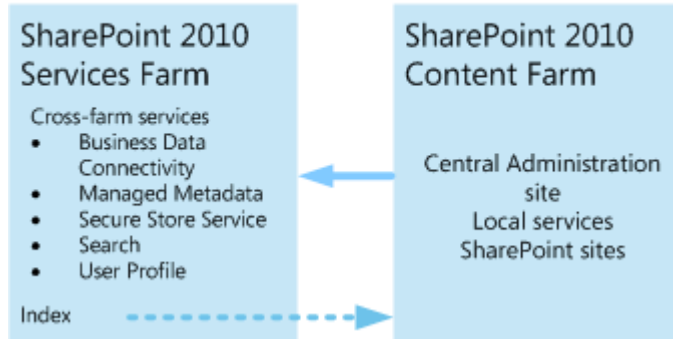 SharePoint 2010
Services Farm
Cross-farm services
• Business Data
Connectivity
• Managed Metadata
• Secure Store Service
• Search
• User Profile
Index
SharePoint 2010
Content Farm
Central Administration
site
Local services
SharePoint sites